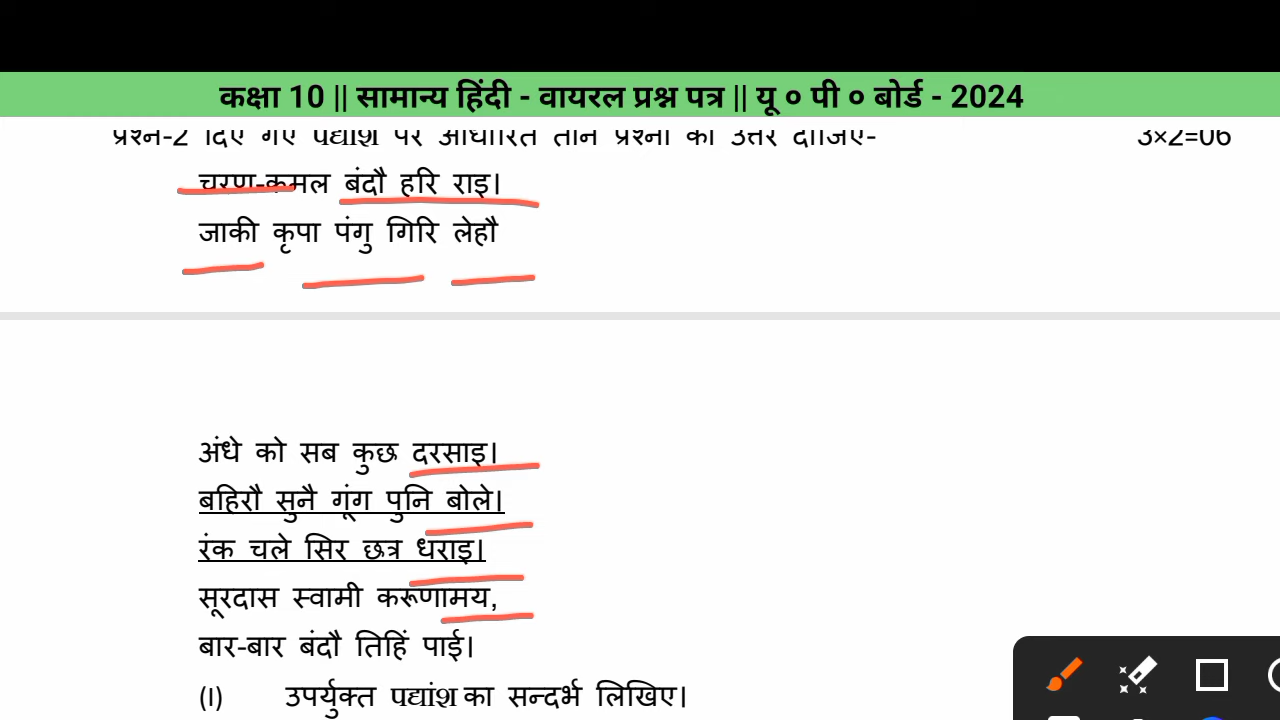 कक्षा 10 || सामान्य हिंदी - वायरल प्रश्न पत्र || यू ० पी ० बोर्ड - 2024
प्रश्न-2 दिए गए पद्यांश पर आधारित तीन प्रश्नों का उत्तर दीजिए- 3×2=06
चरण-कमल बंदौ हरि राइ।
जाकी कृपा पंगु गिरि लेहौ
अंधे को सब कुछ दरसाइ।
बहिरौ सुनै गूंग पुनि बोले।
रंक चले सिर छत्र धराइ।
सूरदास स्वामी करूणामय,
बार-बार बंदौ तिहिं पाई।
(I) उपर्युक्त पद्यांश का सन्दर्भ लिखिए।